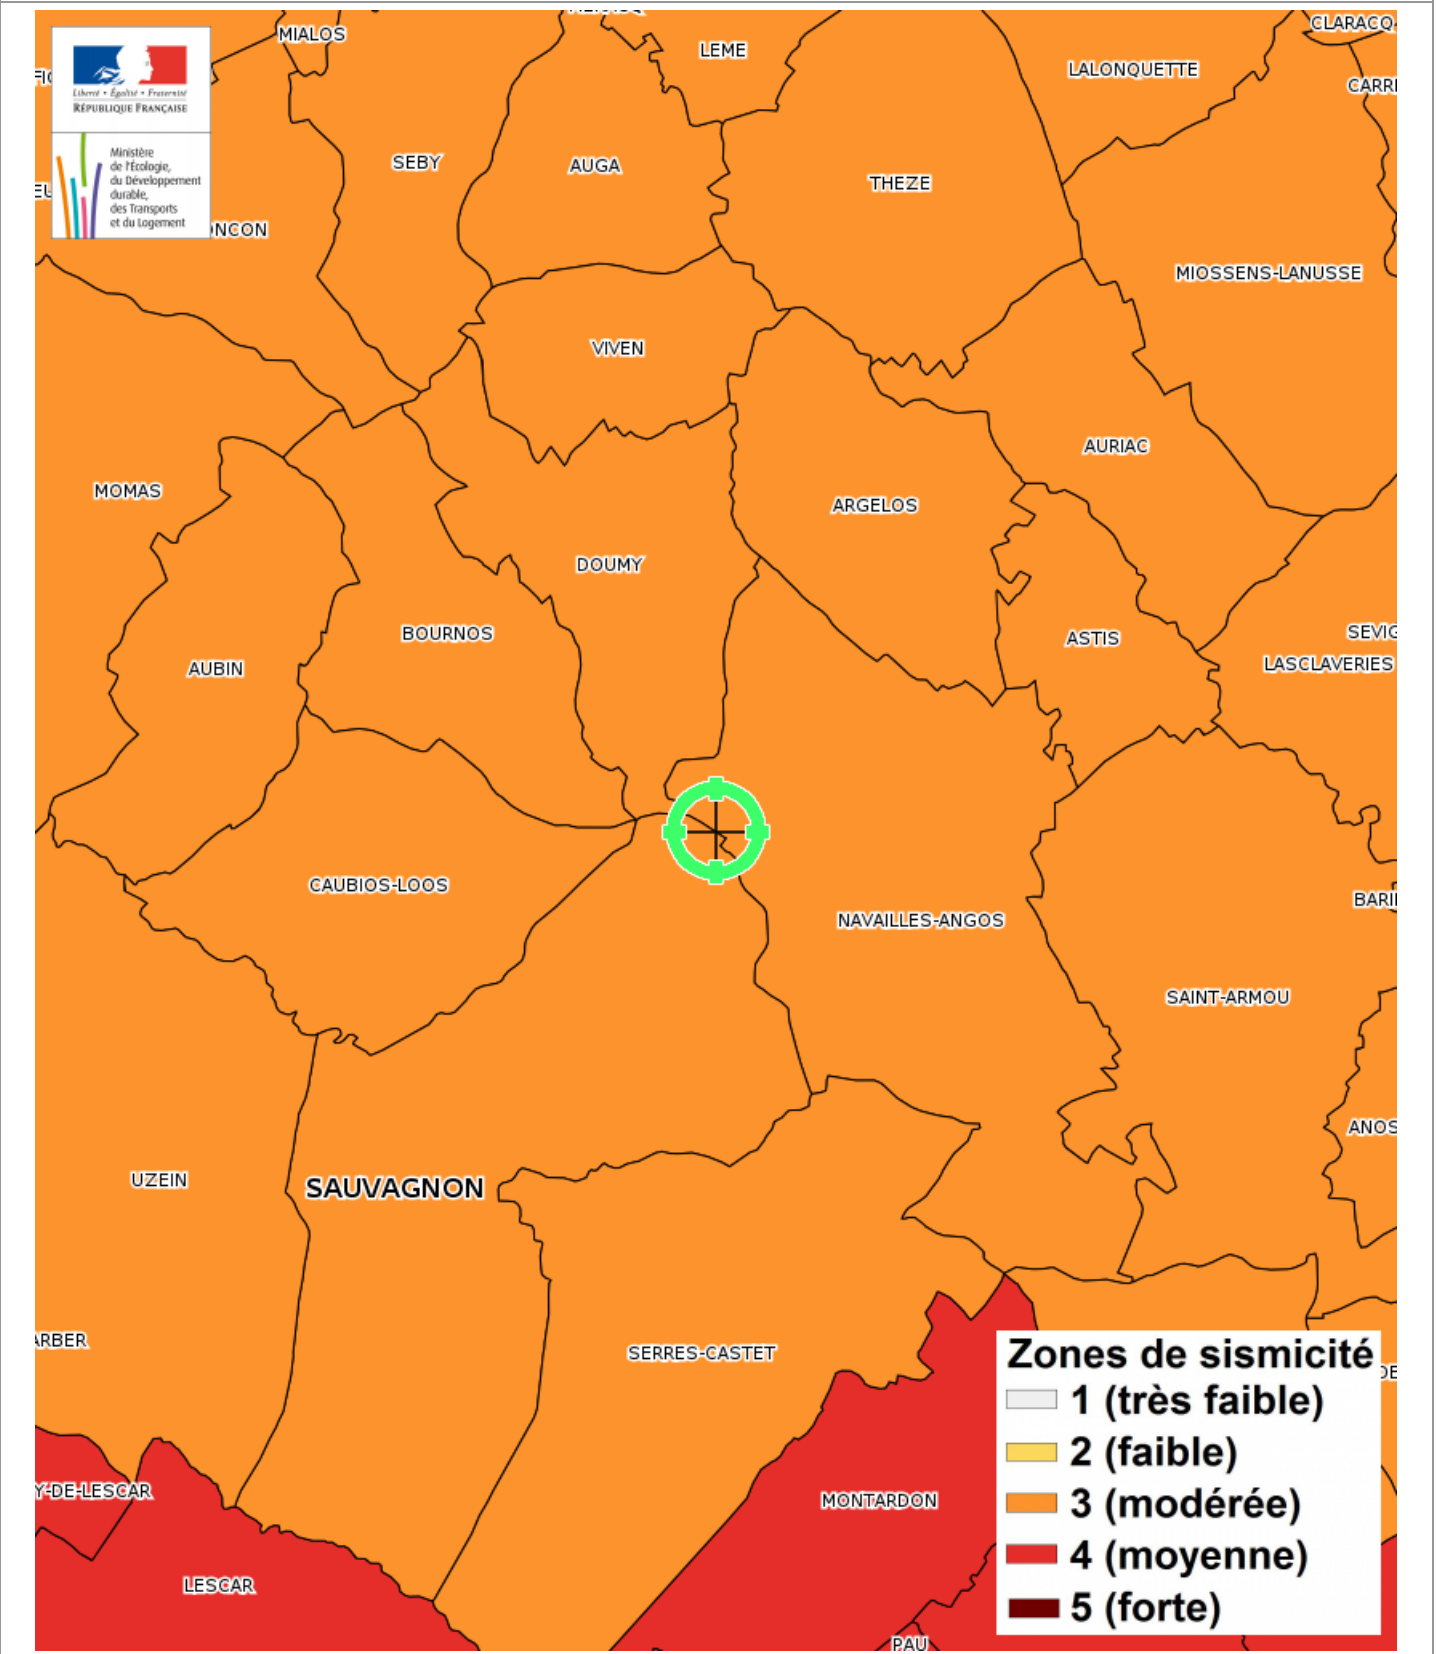 MIALOS
LEME
CLARACQ
LALONQUETTE
CARR
Liberté • Égalité • Fraternité
RÉPUBLIQUE FRANÇAISE
Ministère
de l'Écologie,
du Développement
durable,
des Transports
et du Logement
SEBY
AUGA
THEZE
ONCON
MIOSSENS-LANUSSE
VIVEN
AURIAC
MOMAS
ARGELOS
DOUMY
BOURNOS
ASTIS
SEVIG
LASCLAVERIES
AUBIN
CAUBIOS-LOOS
NAVAILLES-ANGOS
BARI
SAINT-ARMOU
ANOS
UZEIN
SAUVAGNON
ARBER
SERRES-CASTET
DE
Y-DE-LESCAR
MONTARDON
LESCAR
PAU
Zones de sismicité
1 (très faible)
2 (faible)
3 (modérée)
4 (moyenne)
5 (forte)